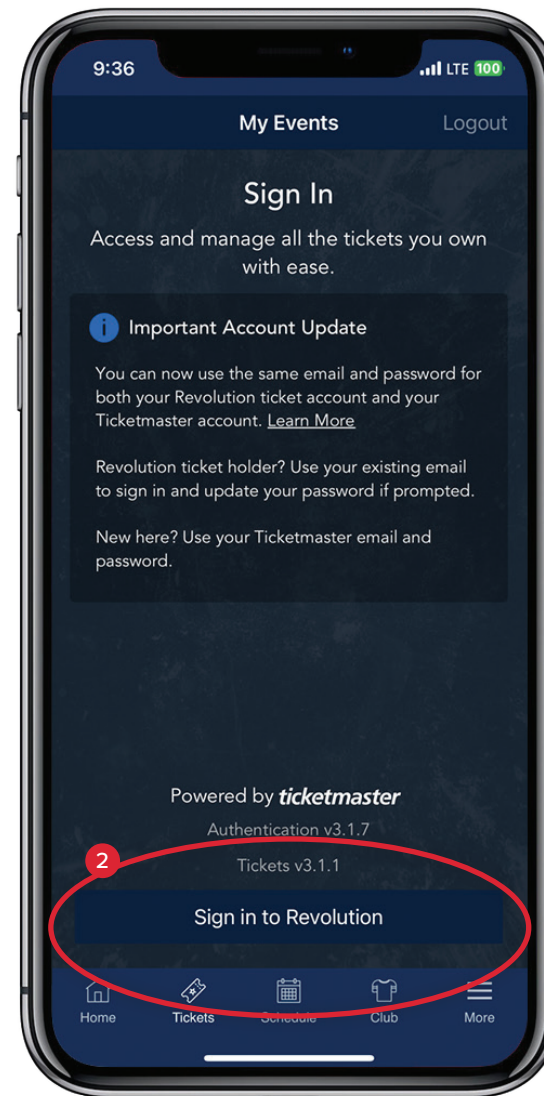 9:36
LTE 100
My Events
Logout
Sign In
Access and manage all the tickets you own
with ease.
i Important Account Update
You can now use the same email and password for
both your Revolution ticket account and your
Ticketmaster account. Learn More
Revolution ticket holder? Use your existing email
to sign in and update your password if prompted.
New here? Use your Ticketmaster email and
password.
Powered by ticketmaster
Authentication v3.1.7
2
Tickets v3.1.1
Sign in to Revolution
Home
Tickets
Schedule
Club
More